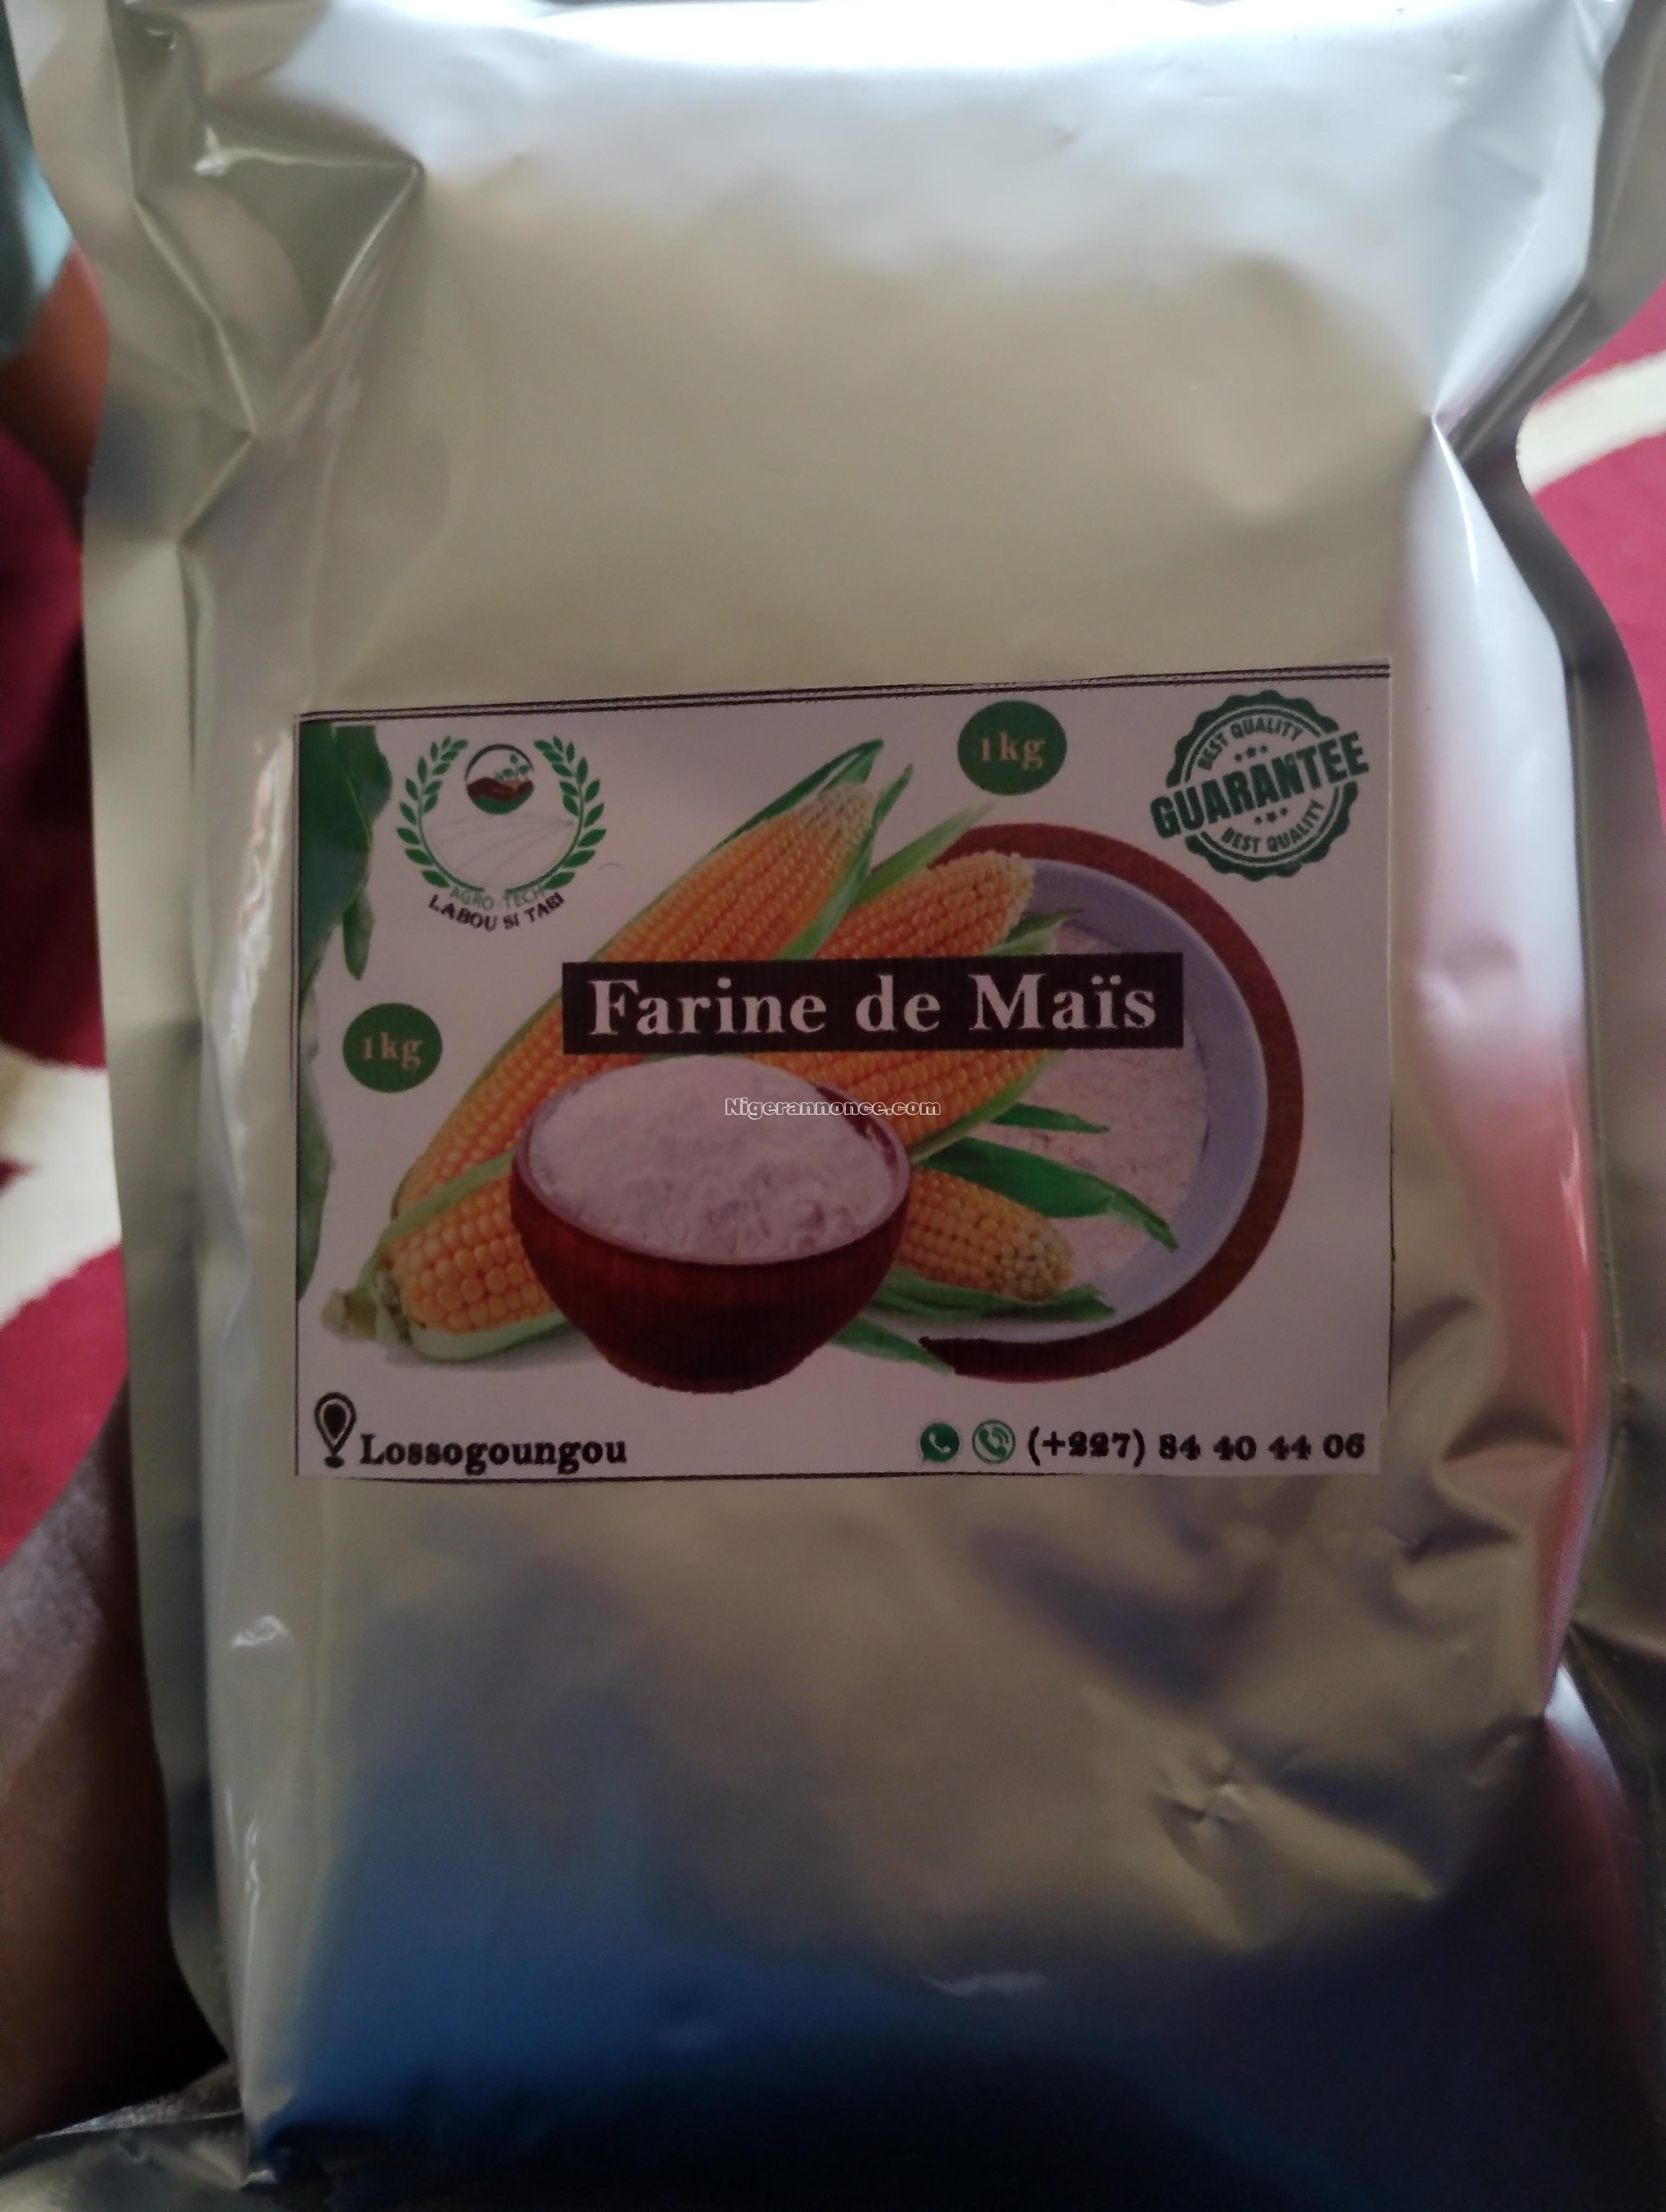 1kg
BEST QUALITY
GUARANTEE
BEST QUALITY
AGRO-TECH
LABOU SI TABI
Farine de Maïs
1kg
Nigerannonce.com
Lossogoungou
(+227) 84 40 44 06